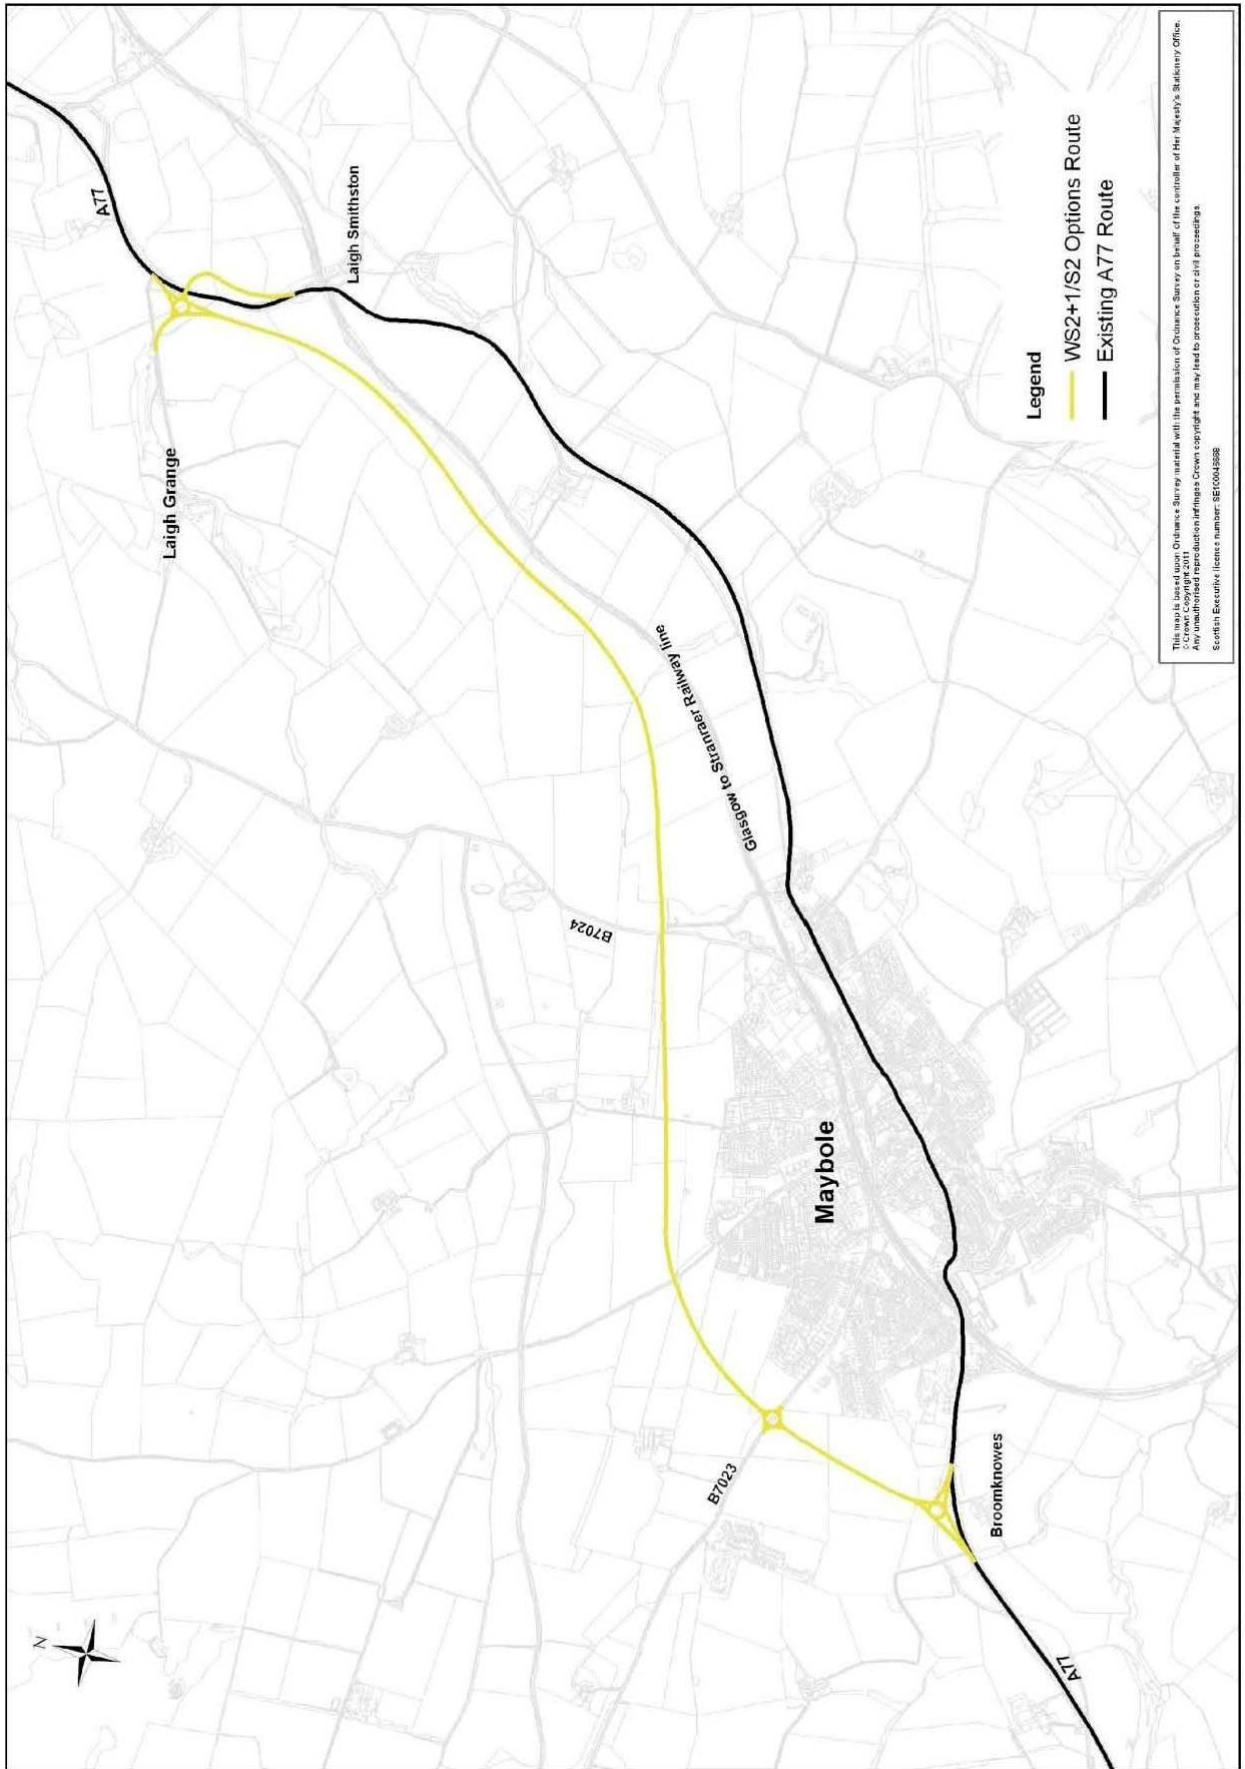 N
A77
Laigh Smithston
Laigh Grange
Glasgow to Stranraer Railway line
B7024
Maybole
B7023
Broomknowes
A77
Legend
WS2+1/S2 Options Route
Existing A77 Route
This map is based upon Ordnance Survey material with the permission of Ordnance Survey on behalf of the controller of Her Majesty's Stationery Office.
© Crown Copyright 2011
Any unauthorised reproduction infringes Crown copyright and may lead to prosecution or civil proceedings.
Scottish Executive licence number: